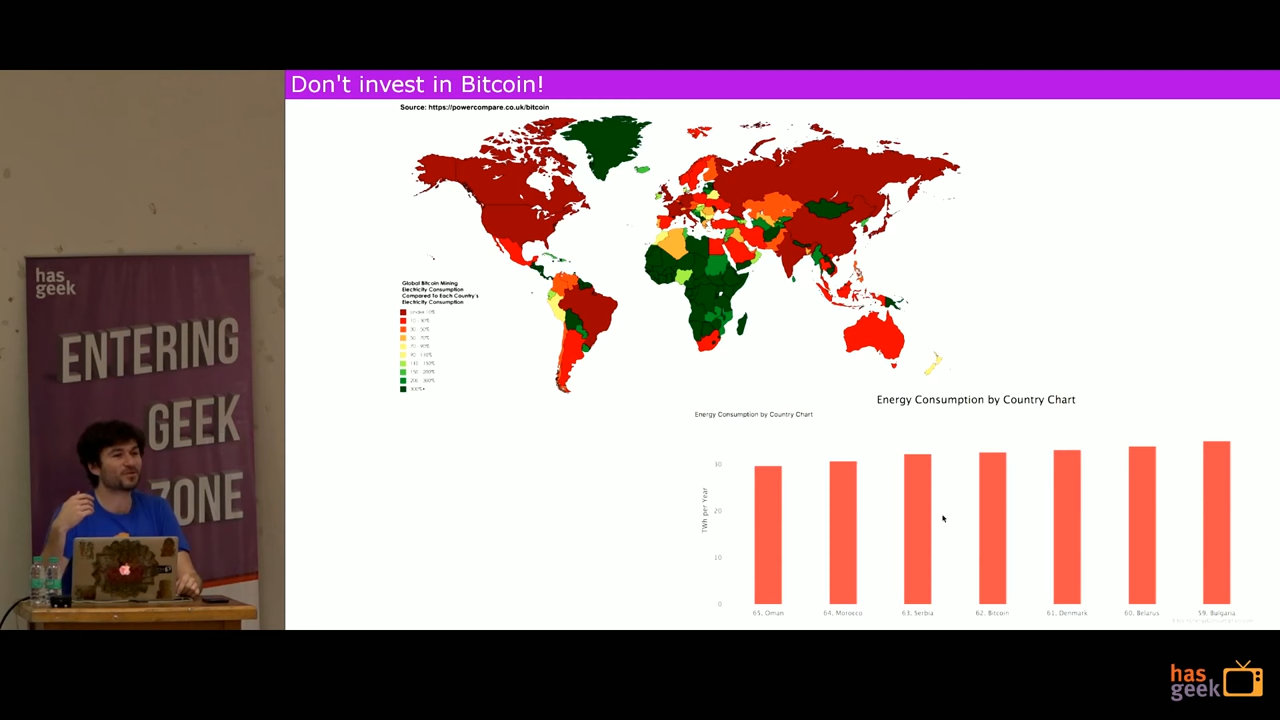 Don't invest in Bitcoin!
Source: https://powercompare.co.uk/bitcoin
has
geek
ENTERING
GEEK
ZONE
Global Bitcoin Mining
Electricity Consumption
Compared To Each Country's
Electricity Consumption
Energy Consumption by Country Chart
Energy Consumption by Country Chart
TWh per Year
30
20
10
0
65. Oman
64. Morocco
63. Serbia
62. Bitcoin
61. Denmark
60. Belarus
59. Bulgaria
has
geek